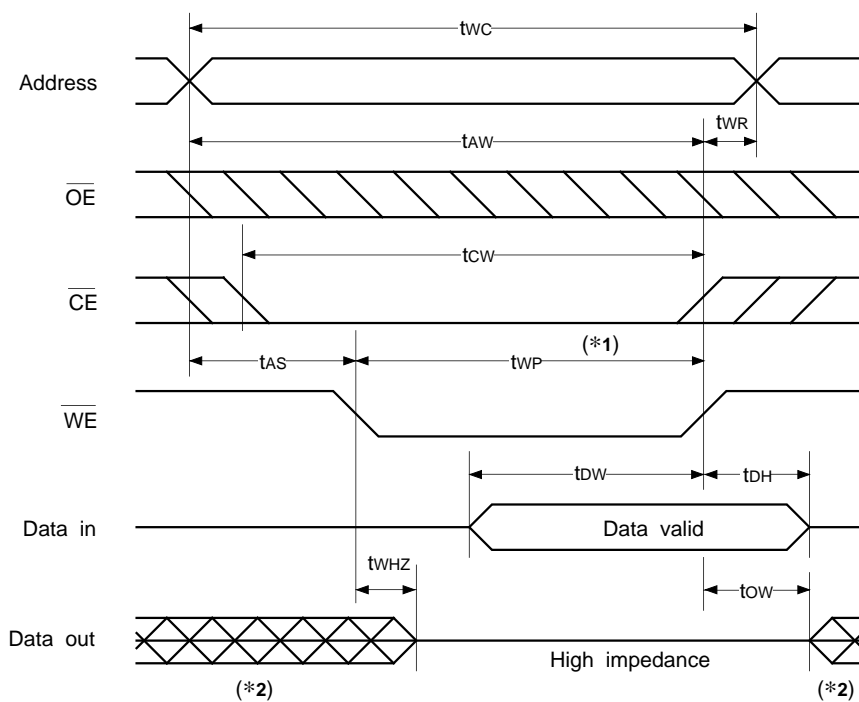 tWC
Address
tAW
tWR
OE
tCW
CE
(*1)
tAS
tWP
WE
tDW
tDH
Data in
Data valid
tWHZ
tOW
Data out
High impedance
(*2)
(*2)